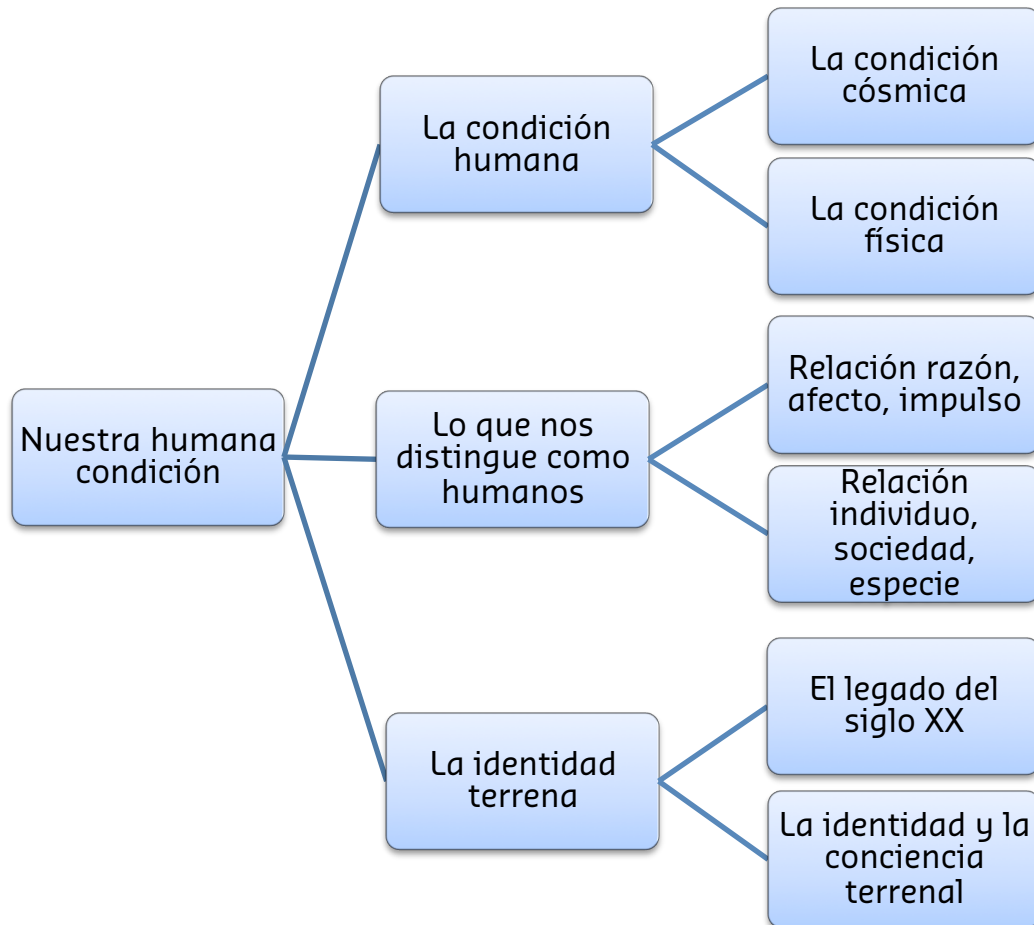 Nuestra humana
condición
La condición
humana
La condición
cósmica
La condición
física
Lo que nos
distingue como
humanos
Relación razón,
afecto, impulso
Relación
individuo,
sociedad,
especie
La identidad
terrena
El legado del
siglo XX
La identidad y la
conciencia
terrenal